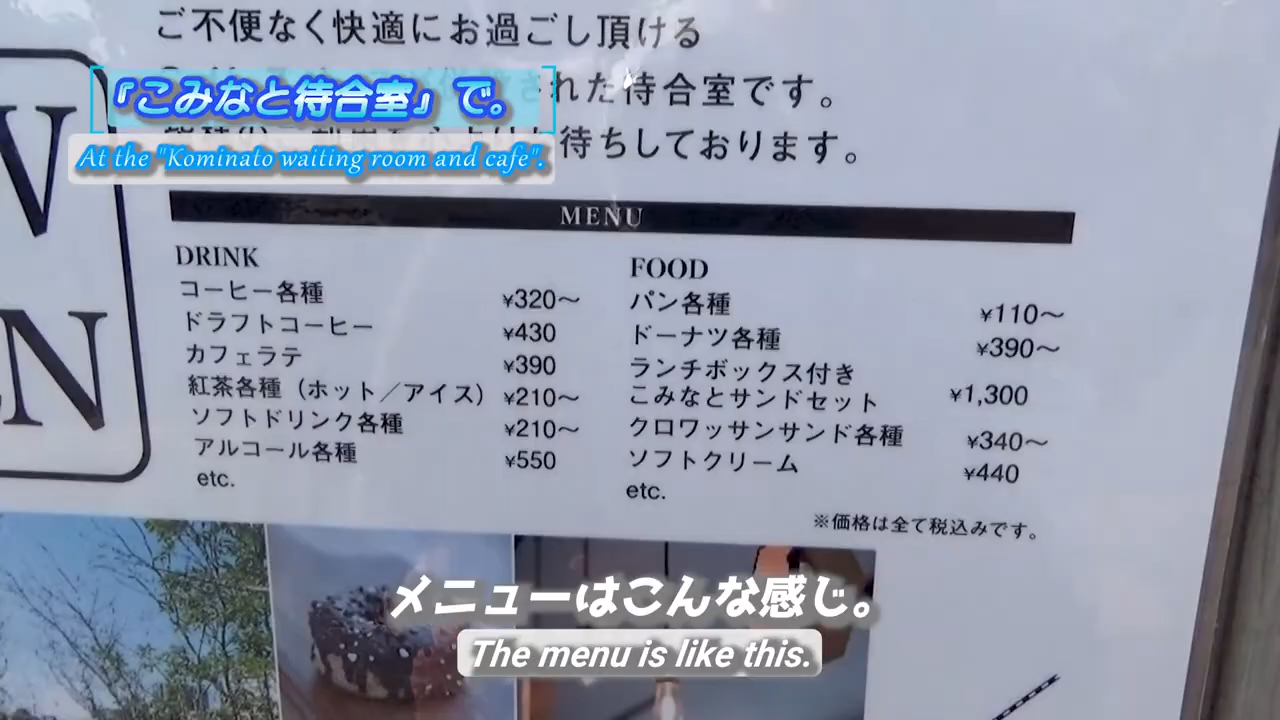 ご不便なく快適にお過ごし頂ける
された待合室です。
『こみなと待合室』で。
待ちしております。
At the "Kominato waiting room and cafe".
MENU
DRINK
コーヒー各種 ¥320〜
ドラフトコーヒー ¥430
カフェラテ ¥390
紅茶各種（ホット／アイス） ¥210〜
ソフトドリンク各種 ¥210〜
アルコール各種 ¥550
etc.
FOOD
パン各種 ¥110〜
ドーナツ各種 ¥390〜
ランチボックス付き
こみなとサンドセット ¥1,300
クロワッサンサンド各種 ¥340〜
ソフトクリーム ¥440
etc.
※価格は全て税込みです。
メニューはこんな感じ。
The menu is like this.